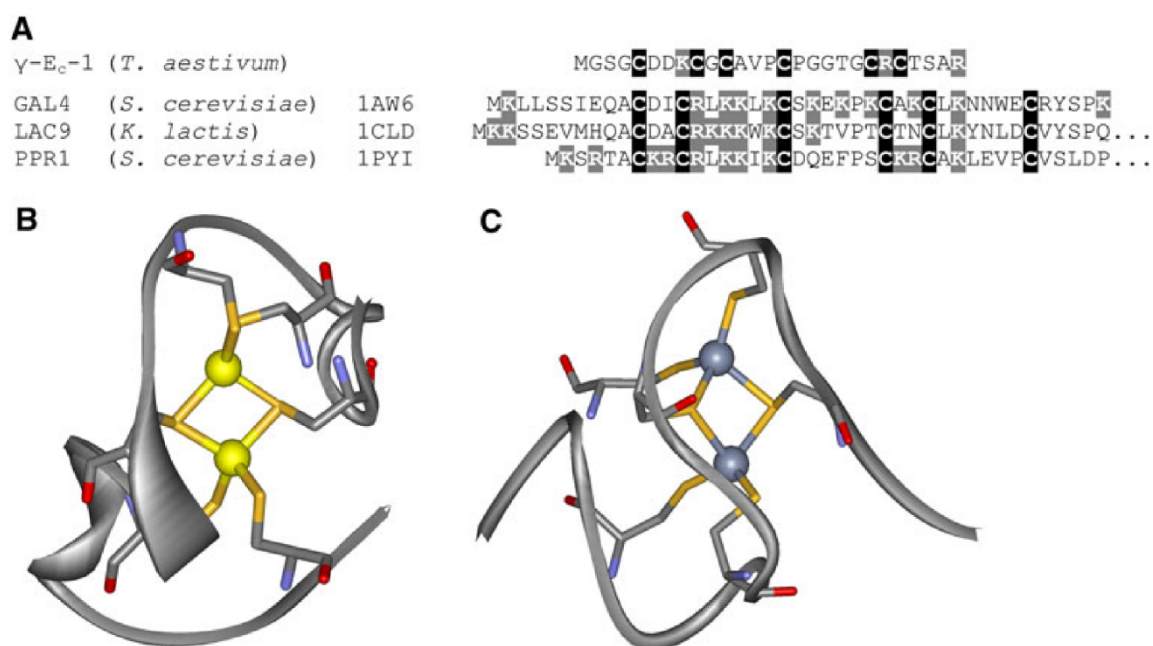 A
γ-Ec-1 (T. aestivum) MGSGCDDKCGCAVPCPGGTGCRCTSAR
GAL4 (S. cerevisiae) 1AW6 MKLLSSIEQACDICRLKKLKCSKEKPKCAKCLKNNWECRYSPK
LAC9 (K. lactis) 1CLD MKKSSEVMHQACDACRKKKWKCSKTVPTCTNCLKYNLDCVYSPQ...
PPR1 (S. cerevisiae) 1PYI MKSRTACKRCRLKKIKCDQEFPSCKRCAKLEVPCVSLDP...
B
C